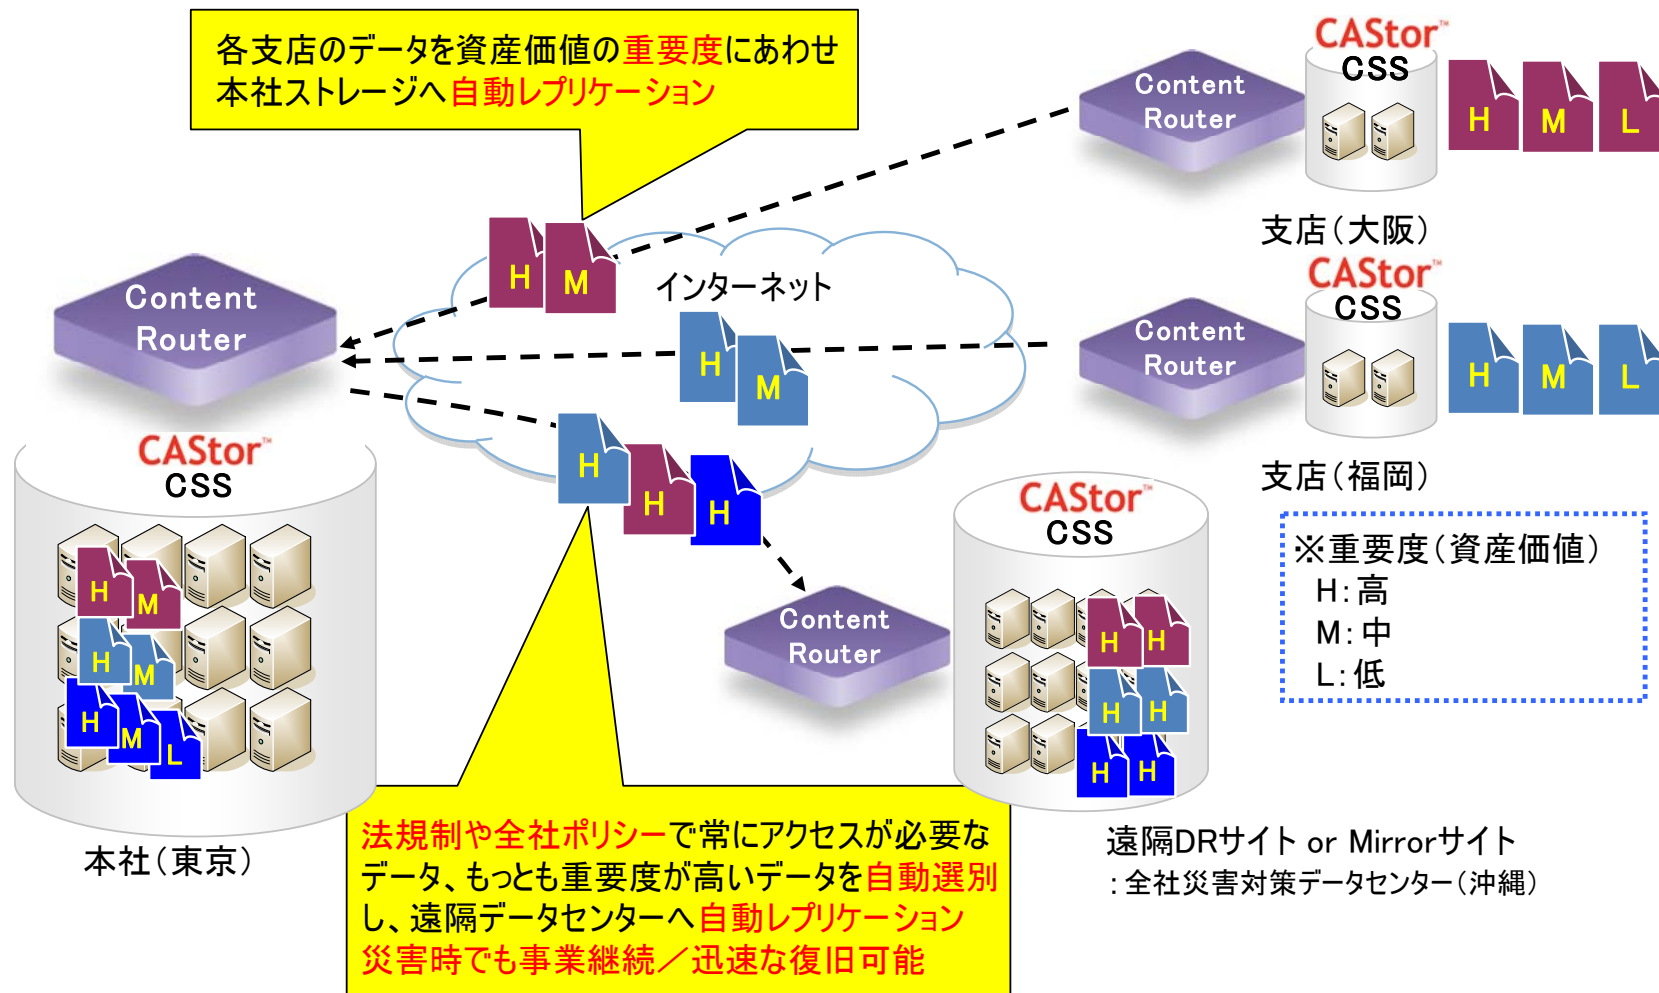 各支店のデータを資産価値の重要度にあわせ
本社ストレージへ自動レプリケーション
Content
Router
CAStor™
CSS
H
M
L
支店（大阪）
Content
Router
CAStor™
CSS
H
M
L
支店（福岡）
H
M
インターネット
H
M
Content
Router
H
H
H
CAStor™
CSS
H
M
H
M
H
M
L
本社（東京）
Content
Router
CAStor™
CSS
H
H
H
H
H
H
遠隔DRサイト or Mirrorサイト
：全社災害対策データセンター（沖縄）
※重要度（資産価値）
H：高
M：中
L：低
法規制や全社ポリシーで常にアクセスが必要な
データ、もっとも重要度が高いデータを自動選別
し、遠隔データセンターへ自動レプリケーション
災害時でも事業継続／迅速な復旧可能